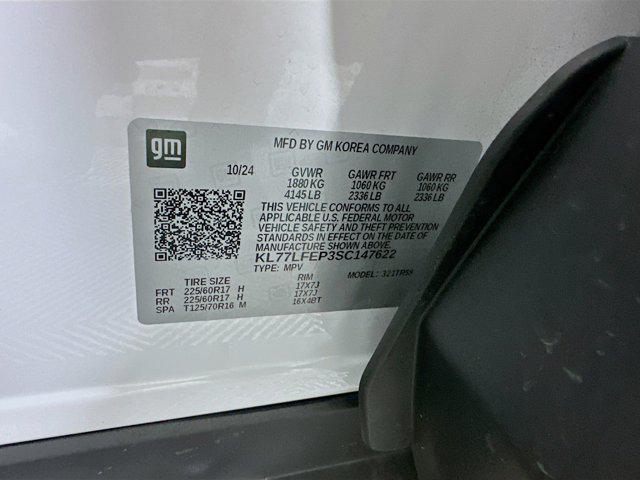 gm
MFD BY GM KOREA COMPANY
10/24 GVWR GAWR FRT GAWR RR
1880 KG 1060 KG 1060 KG
4145 LB 2336 LB 2336 LB
THIS VEHICLE CONFORMS TO ALL
APPLICABLE U.S. FEDERAL MOTOR
VEHICLE SAFETY AND THEFT PREVENTION
STANDARDS IN EFFECT ON THE DATE OF
MANUFACTURE SHOWN ABOVE.
KL77LFEP3SC147622
TYPE: MPV MODEL: 321TR58
TIRE SIZE RIM
FRT 225/60R17 H 17X7J
RR 225/60R17 H 17X7J
SPA T125/70R16 M 16X4BT